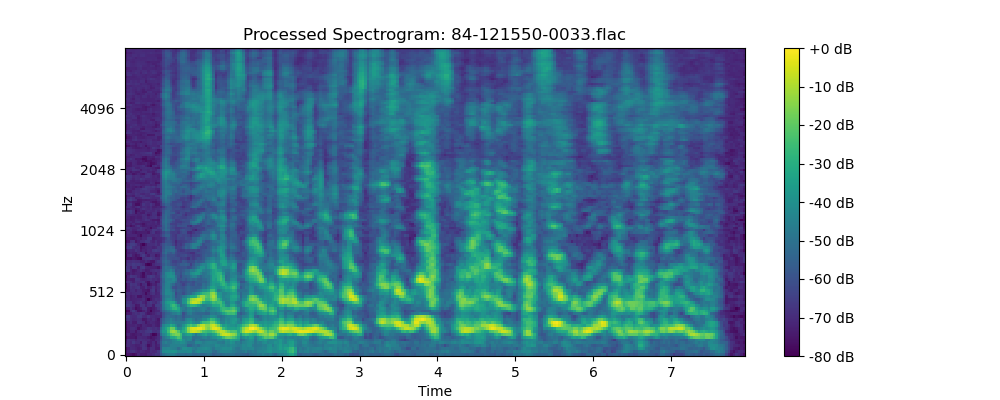 Processed Spectrogram: 84-121550-0033.flac
Hz
4096
2048
1024
512
0
0 1 2 3 4 5 6 7
Time
+0 dB
-10 dB
-20 dB
-30 dB
-40 dB
-50 dB
-60 dB
-70 dB
-80 dB